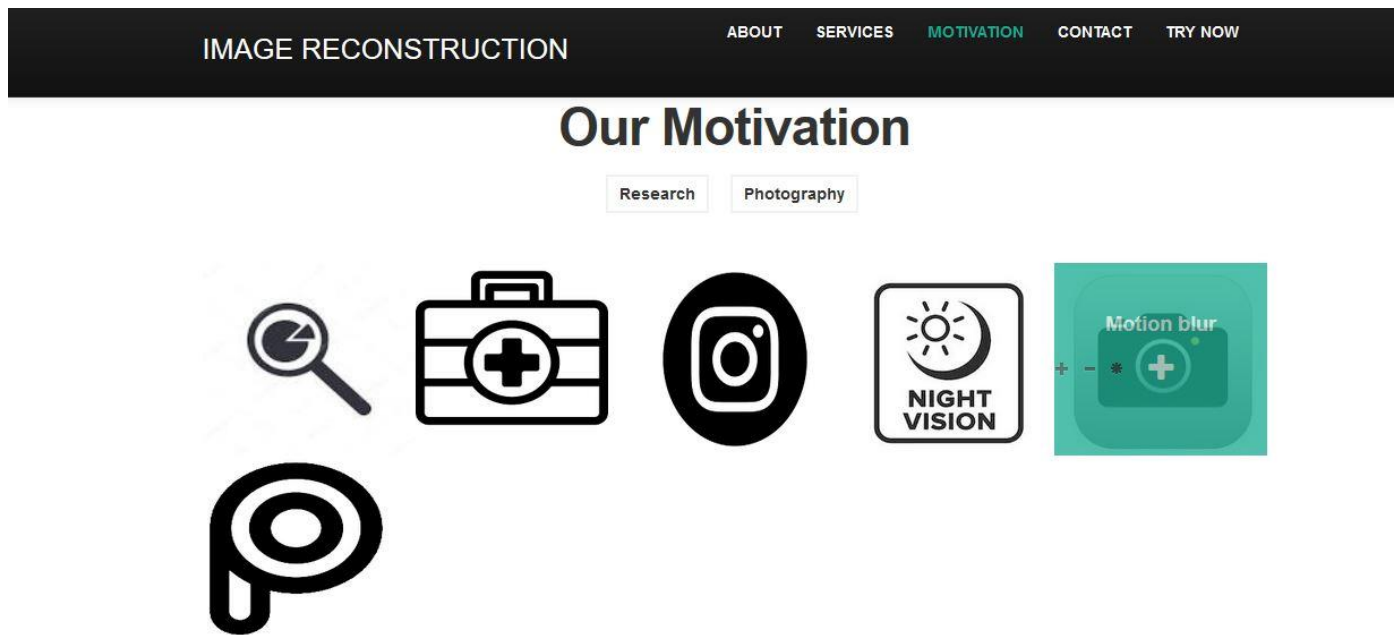 IMAGE RECONSTRUCTION
ABOUT SERVICES MOTIVATION CONTACT TRY NOW
Our Motivation
Research Photography
NIGHT
VISION
Motion blur
+ - *